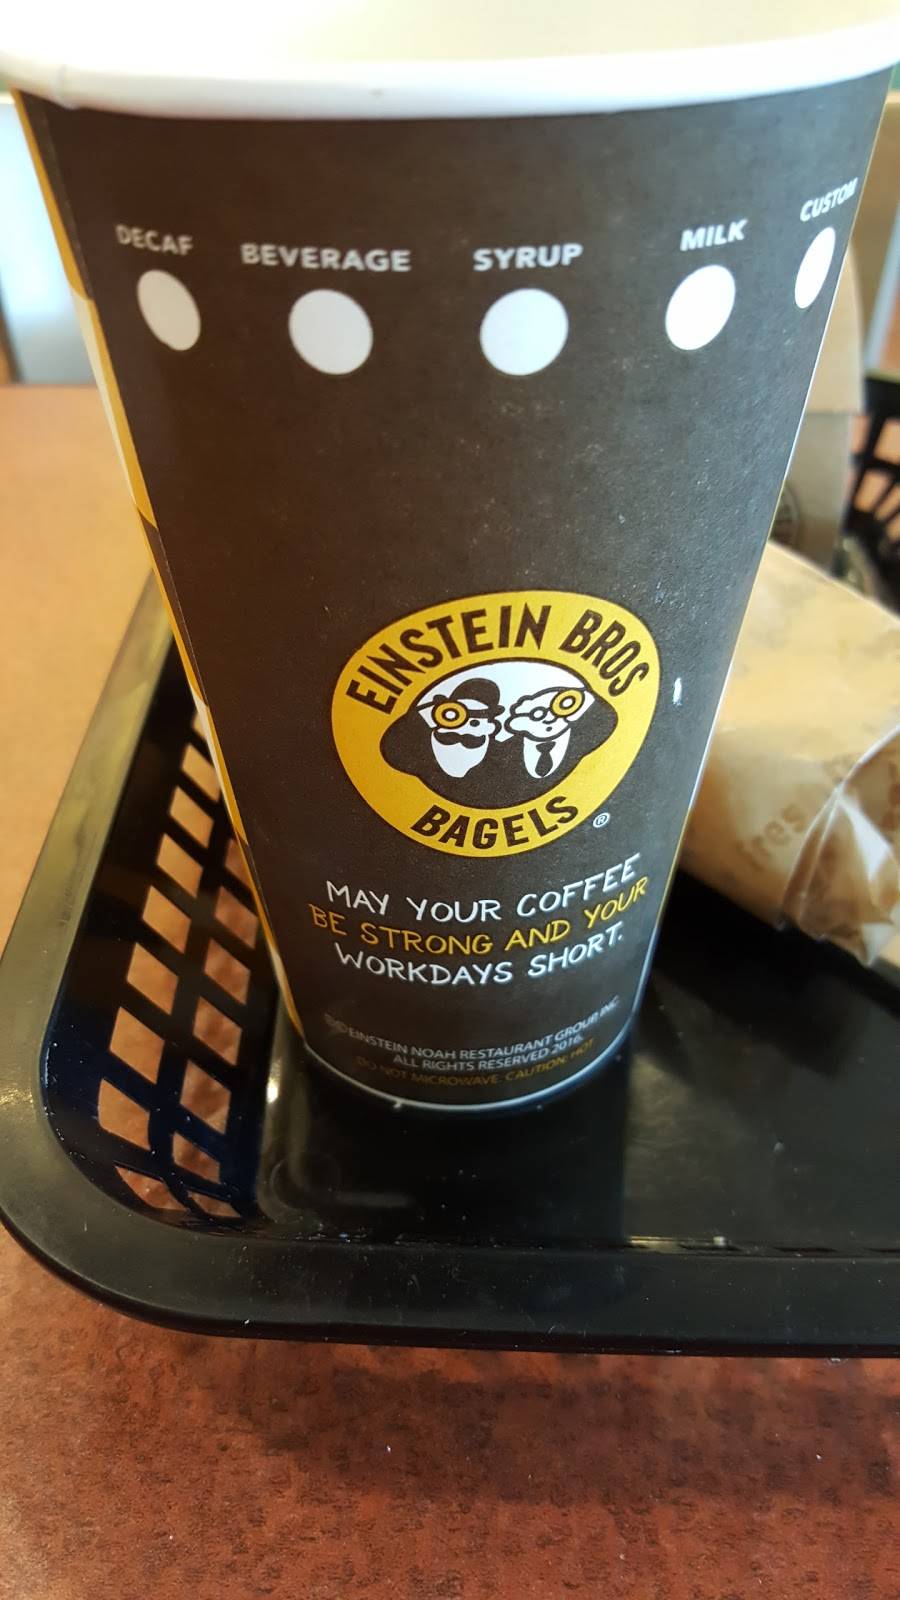 DECAF BEVERAGE SYRUP MILK CUSTOM
EINSTEIN BROS
BAGELS ®
MAY YOUR COFFEE
BE STRONG AND YOUR
WORKDAYS SHORT.
®©EINSTEIN NOAH RESTAURANT GROUP, INC.
ALL RIGHTS RESERVED 2016.
DO NOT MICROWAVE. CAUTION: HOT